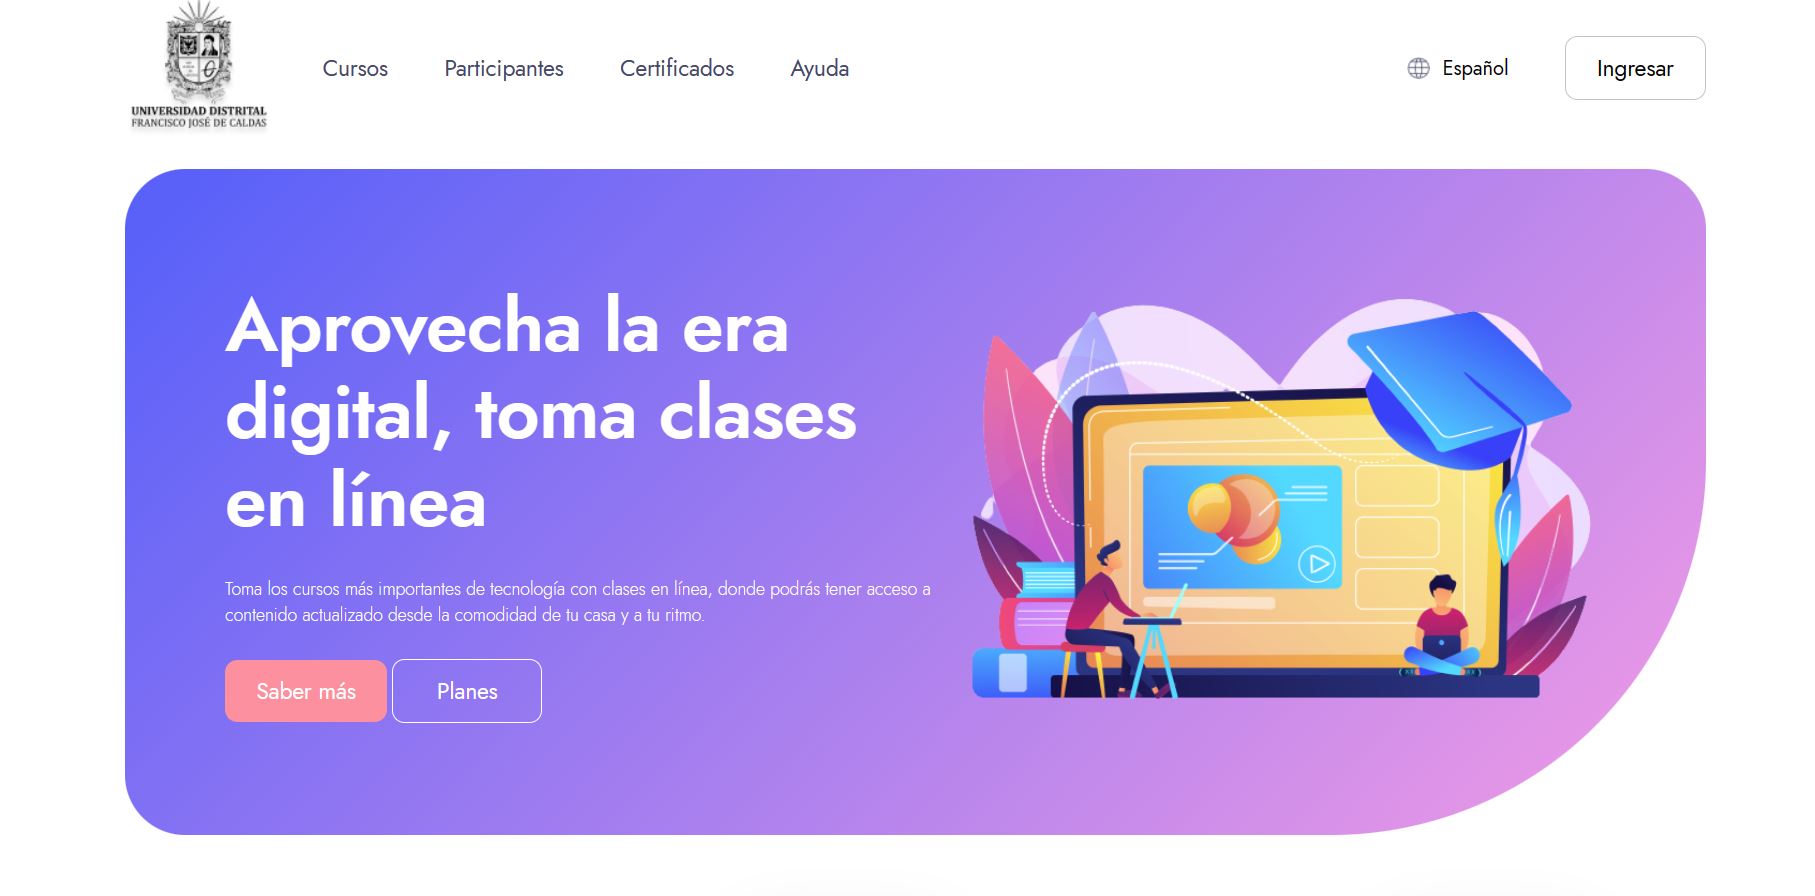 UNIVERSIDAD DISTRITAL
FRANCISCO JOSÉ DE CALDAS
Cursos
Participantes
Certificados
Ayuda
Español
Ingresar
Aprovecha la era
digital, toma clases
en línea
Toma los cursos más importantes de tecnología con clases en línea, donde podrás tener acceso a
contenido actualizado desde la comodidad de tu casa y a tu ritmo.
Saber más
Planes